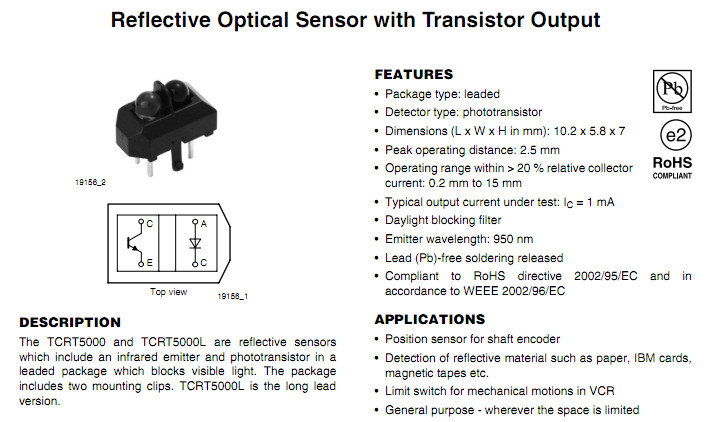 Reflective Optical Sensor with Transistor Output
19156_2
C
A
E
C
Top view
19156_1
DESCRIPTION
The TCRT5000 and TCRT5000L are reflective sensors
which include an infrared emitter and phototransistor in a
leaded package which blocks visible light. The package
includes two mounting clips. TCRT5000L is the long lead
version.
FEATURES
• Package type: leaded
• Detector type: phototransistor
• Dimensions (L x W x H in mm): 10.2 x 5.8 x 7
• Peak operating distance: 2.5 mm
• Operating range within > 20 % relative collector
current: 0.2 mm to 15 mm
• Typical output current under test: IC = 1 mA
• Daylight blocking filter
• Emitter wavelength: 950 nm
• Lead (Pb)-free soldering released
• Compliant to RoHS directive 2002/95/EC and in
accordance to WEEE 2002/96/EC
Pb
Pb-free
e2
RoHS
COMPLIANT
APPLICATIONS
• Position sensor for shaft encoder
• Detection of reflective material such as paper, IBM cards,
magnetic tapes etc.
• Limit switch for mechanical motions in VCR
• General purpose - wherever the space is limited